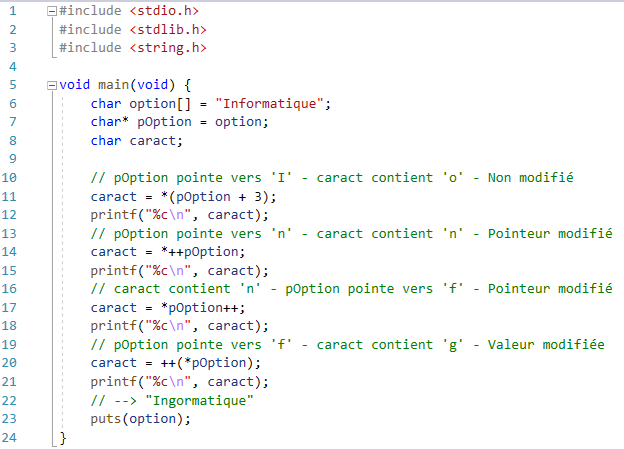 1 #include <stdio.h>
2 #include <stdlib.h>
3 #include <string.h>
4
5 void main(void) {
6 char option[] = "Informatique";
7 char* pOption = option;
8 char caract;
9
10 // pOption pointe vers 'I' - caract contient 'o' - Non modifié
11 caract = *(pOption + 3);
12 printf("%c\n", caract);
13 // pOption pointe vers 'n' - caract contient 'n' - Pointeur modifié
14 caract = *++pOption;
15 printf("%c\n", caract);
16 // caract contient 'n' - pOption pointe vers 'f' - Pointeur modifié
17 caract = *pOption++;
18 printf("%c\n", caract);
19 // pOption pointe vers 'f' - caract contient 'g' - Valeur modifiée
20 caract = ++(*pOption);
21 printf("%c\n", caract);
22 // --> "Ingormatique"
23 puts(option);
24 }